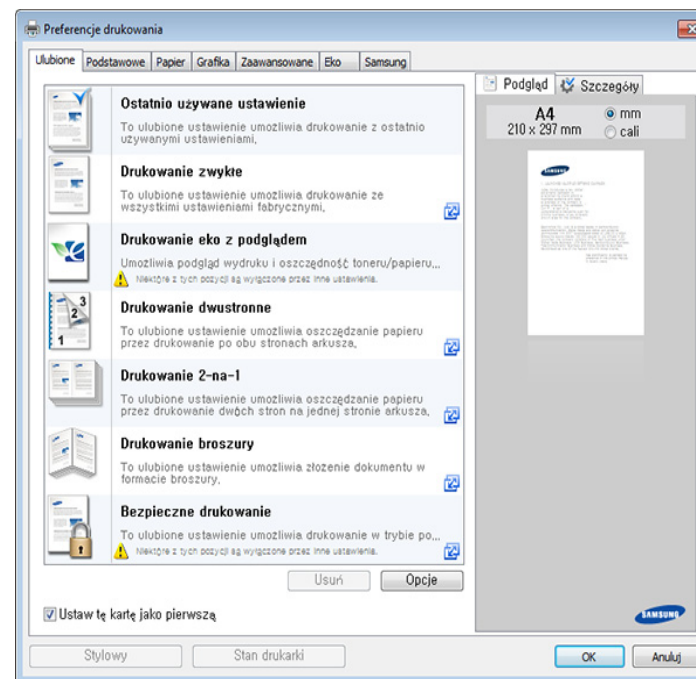 Preferencje drukowania
Ulubione Podstawowe Papier Grafika Zaawansowane Eko Samsung
Ostatnio używane ustawienie
To ulubione ustawienie umożliwia drukowanie z ostatnio
używanymi ustawieniami.
Drukowanie zwykłe
To ulubione ustawienie umożliwia drukowanie ze
wszystkimi ustawieniami fabrycznymi.
Drukowanie eko z podglądem
Umożliwia podgląd wydruku i oszczędność toneru/papieru...
Niektóre z tych pozycji są wyłączone przez inne ustawienia.
Drukowanie dwustronne
To ulubione ustawienie umożliwia oszczędzanie papieru
przez drukowanie po obu stronach arkusza.
1 2 3
Drukowanie 2-na-1
To ulubione ustawienie umożliwia oszczędzanie papieru
przez drukowanie dwóch stron na jednej stronie arkusza.
Drukowanie broszury
To ulubione ustawienie umożliwia złożenie dokumentu w
formacie broszury.
Bezpieczne drukowanie
To ulubione ustawienie umożliwia drukowanie w trybie po...
Niektóre z tych pozycji są wyłączone przez inne ustawienia.
Usuń Opcje
Ustaw tę kartę jako pierwszą
Stylowy Stan drukarki
Podgląd Szczegóły
A4 mm
210 x 297 mm cali
SAMSUNG
SAMSUNG
OK Anuluj